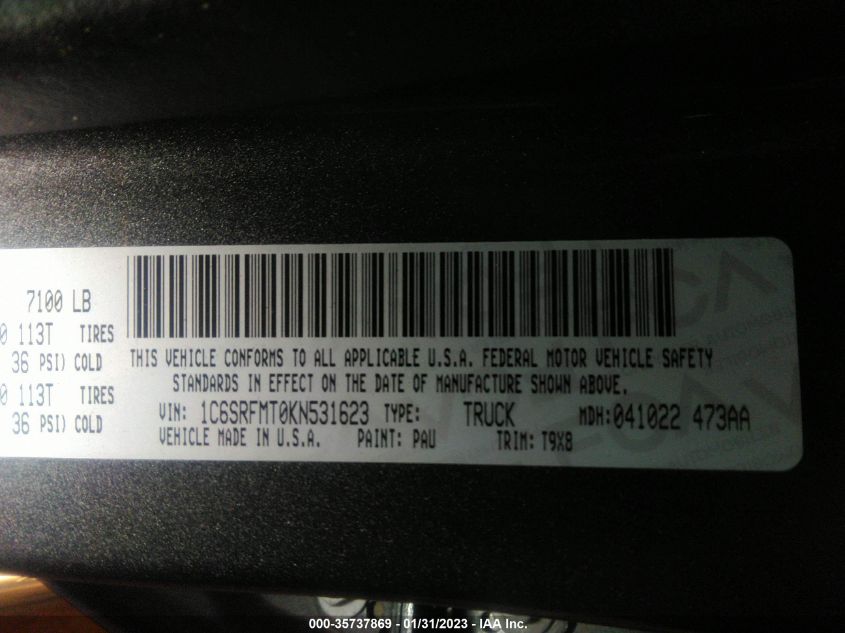 7100 LB
0 113T TIRES
36 PSI) COLD
0 113T TIRES
36 PSI) COLD
THIS VEHICLE CONFORMS TO ALL APPLICABLE U.S.A. FEDERAL MOTOR VEHICLE SAFETY
STANDARDS IN EFFECT ON THE DATE OF MANUFACTURE SHOWN ABOVE.
VIN: 1C6SRFMT0KN531623 TYPE: TRUCK MDH: 041022 473AA
VEHICLE MADE IN U.S.A. PAINT: PAU TRIM: T9X8
000-35737869 - 01/31/2023 - IAA Inc.